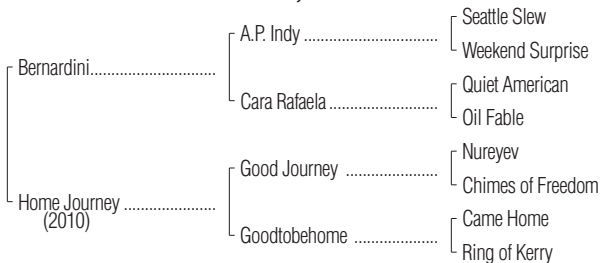 Seattle Slew
A.P. Indy ................................
Weekend Surprise
Bernardini..............................
Quiet American
Cara Rafaela ..........................
Oil Fable
Nureyev
Good Journey ........................
Chimes of Freedom
Home Journey ......................
(2010)
Came Home
Goodtobehome ....................
Ring of Kerry